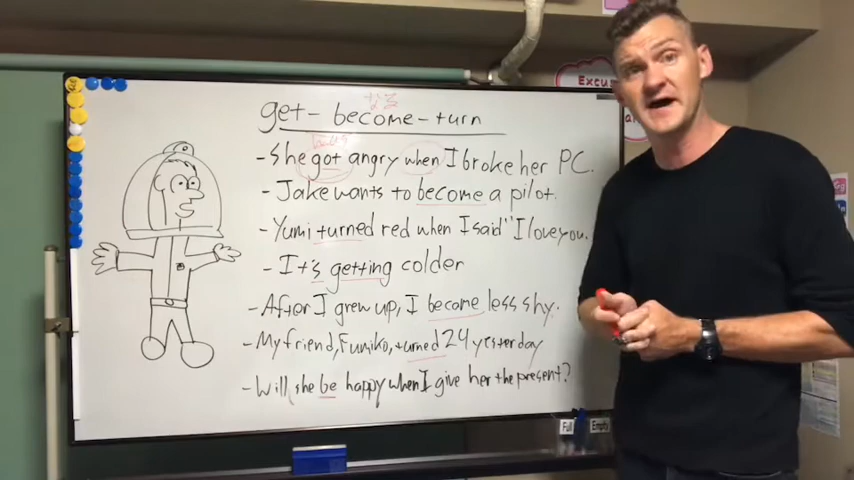 get - become - turn
- She got angry when I broke her PC.
- Jake wants to become a pilot.
- Yumi turned red when I said "I love you.
- It's getting colder
- After I grew up, I become less shy.
- My friend, Fumiko, turned 24 yesterday
- Will she be happy when I give her the present?
Excu
Full
Empty